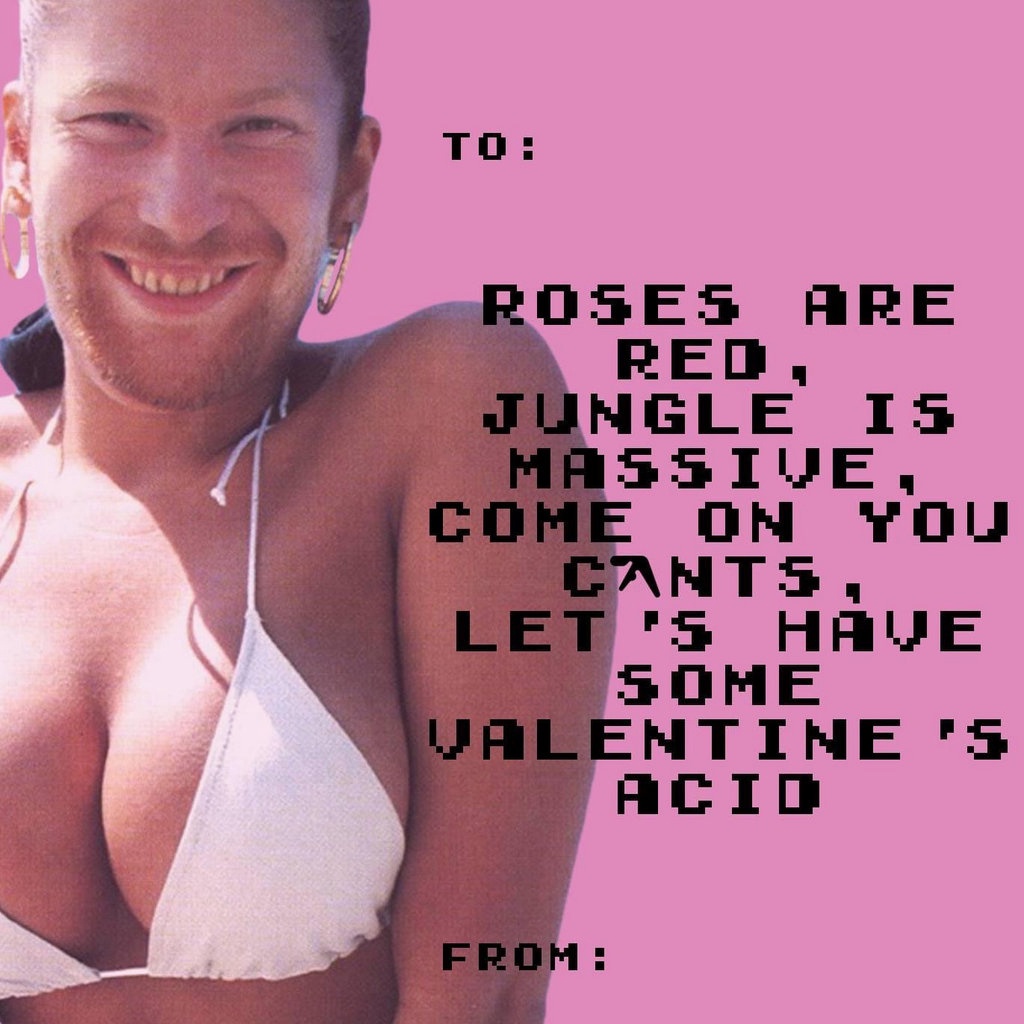 TO:
ROSES ARE
RED,
JUNGLE IS
MASSIVE,
COME ON YOU
CANTS,
LET'S HAVE
SOME
VALENTINE'S
ACID
FROM: